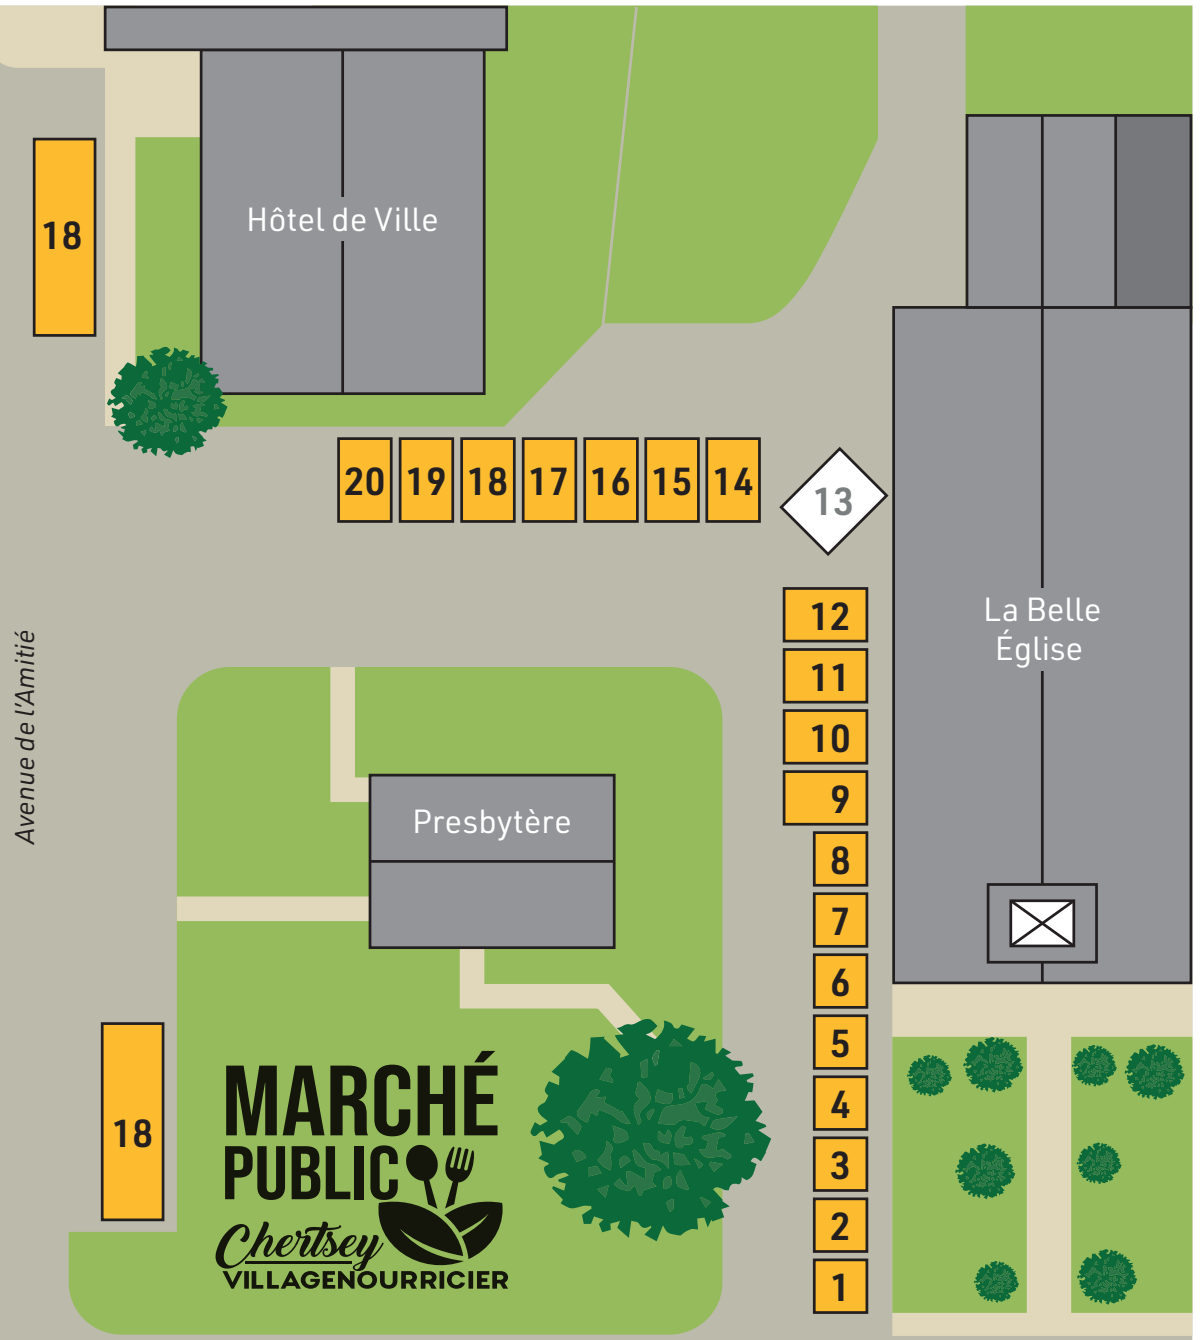 18
Hôtel de Ville
20 19 18 17 16 15 14
13
12
11
10
9
8
7
6
5
4
3
2
1
La Belle
Église
Avenue de l'Amitié
Presbytère
18
MARCHÉ
PUBLIC
Chertsey
VILLAGENOURRICIER